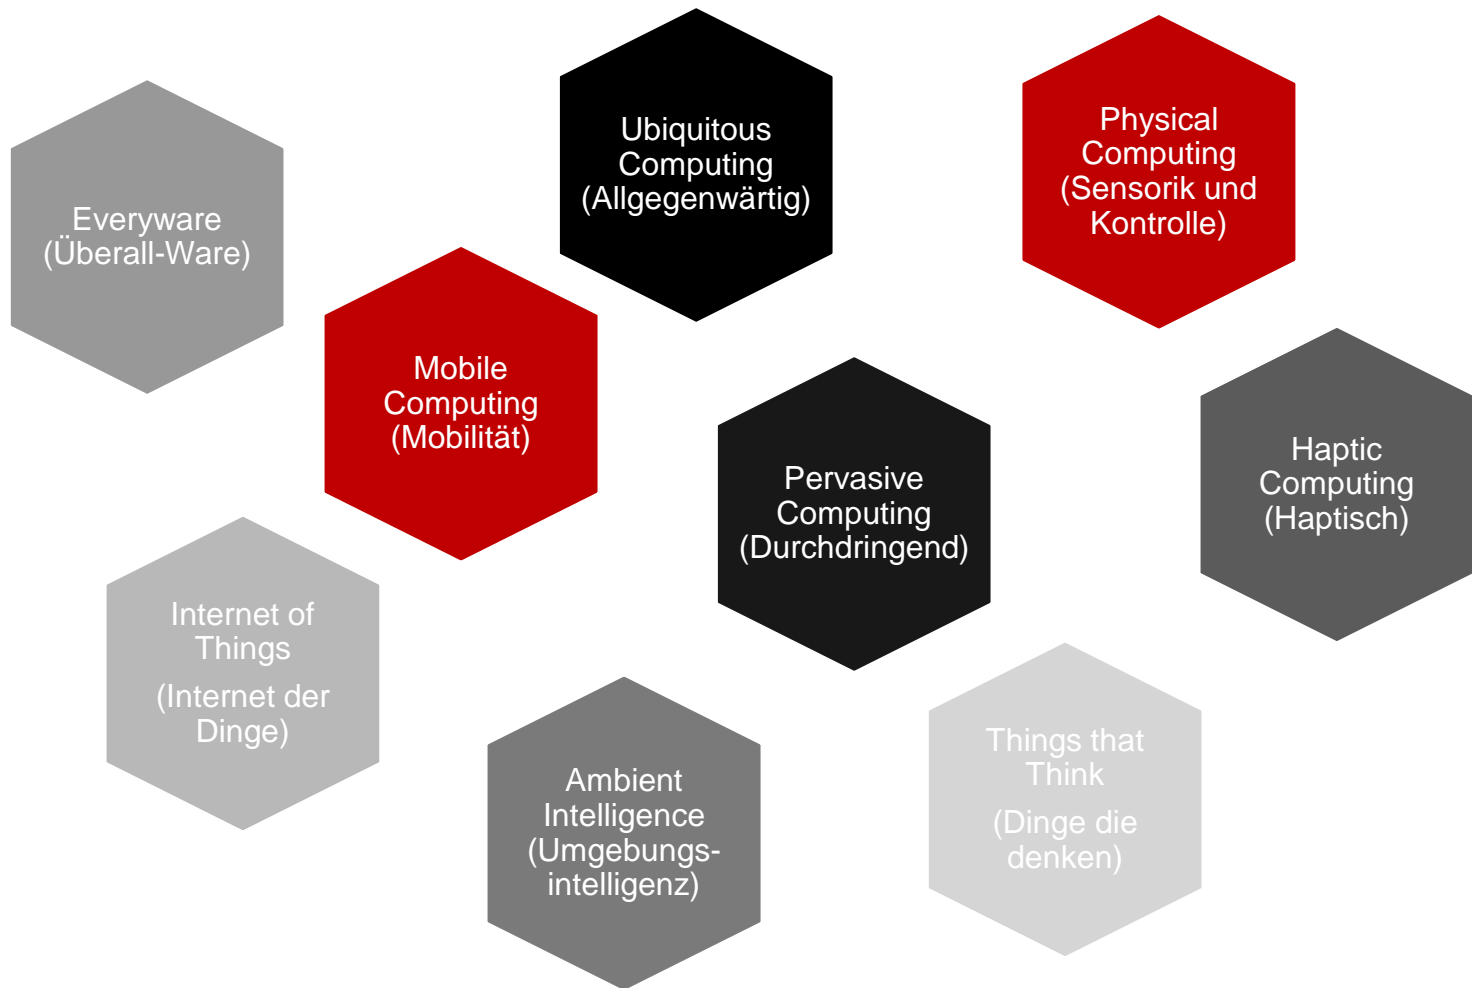 Ubiquitous
Computing
(Allgegenwärtig)
Physical
Computing
(Sensorik und
Kontrolle)
Everyware
(Überall-Ware)
Mobile
Computing
(Mobilität)
Pervasive
Computing
(Durchdringend)
Haptic
Computing
(Haptisch)
Internet of
Things
(Internet der
Dinge)
Ambient
Intelligence
(Umgebungs-
intelligenz)
Things that
Think
(Dinge die
denken)